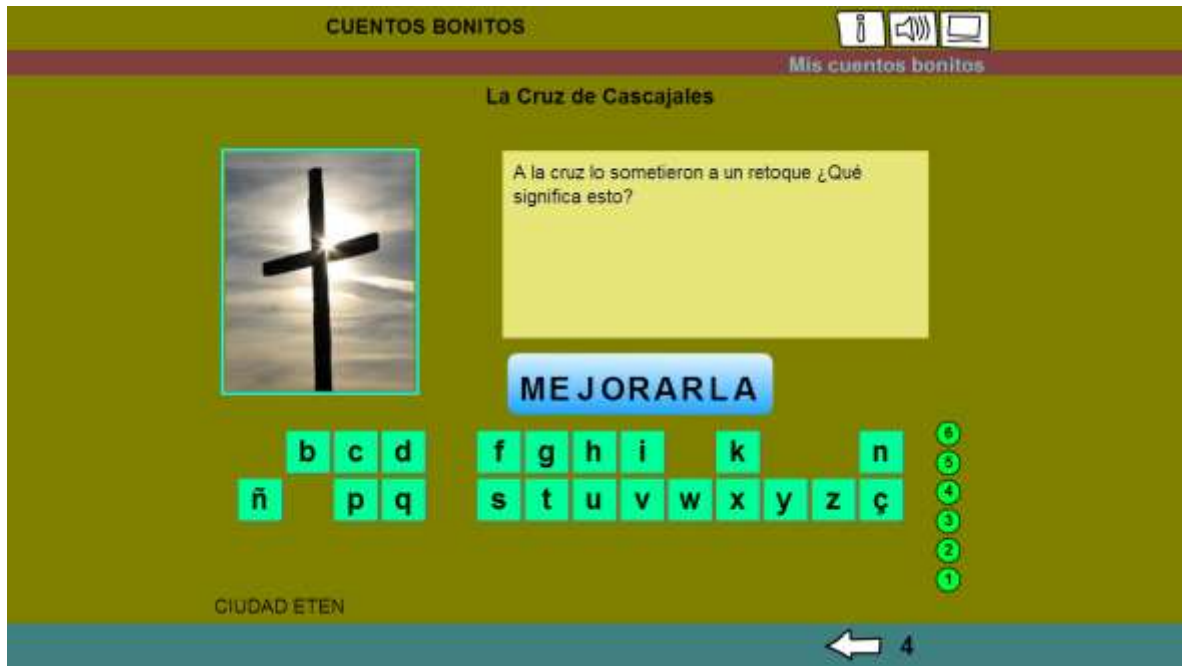 CUENTOS BONITOS
Mis cuentos bonitos
La Cruz de Cascajales
A la cruz lo sometieron a un retoque ¿Qué
significa esto?
MEJORARLA
b c d f g h i k n
ñ p q s t u v w x y z ç
6
5
4
3
2
1
CIUDAD ETEN
4